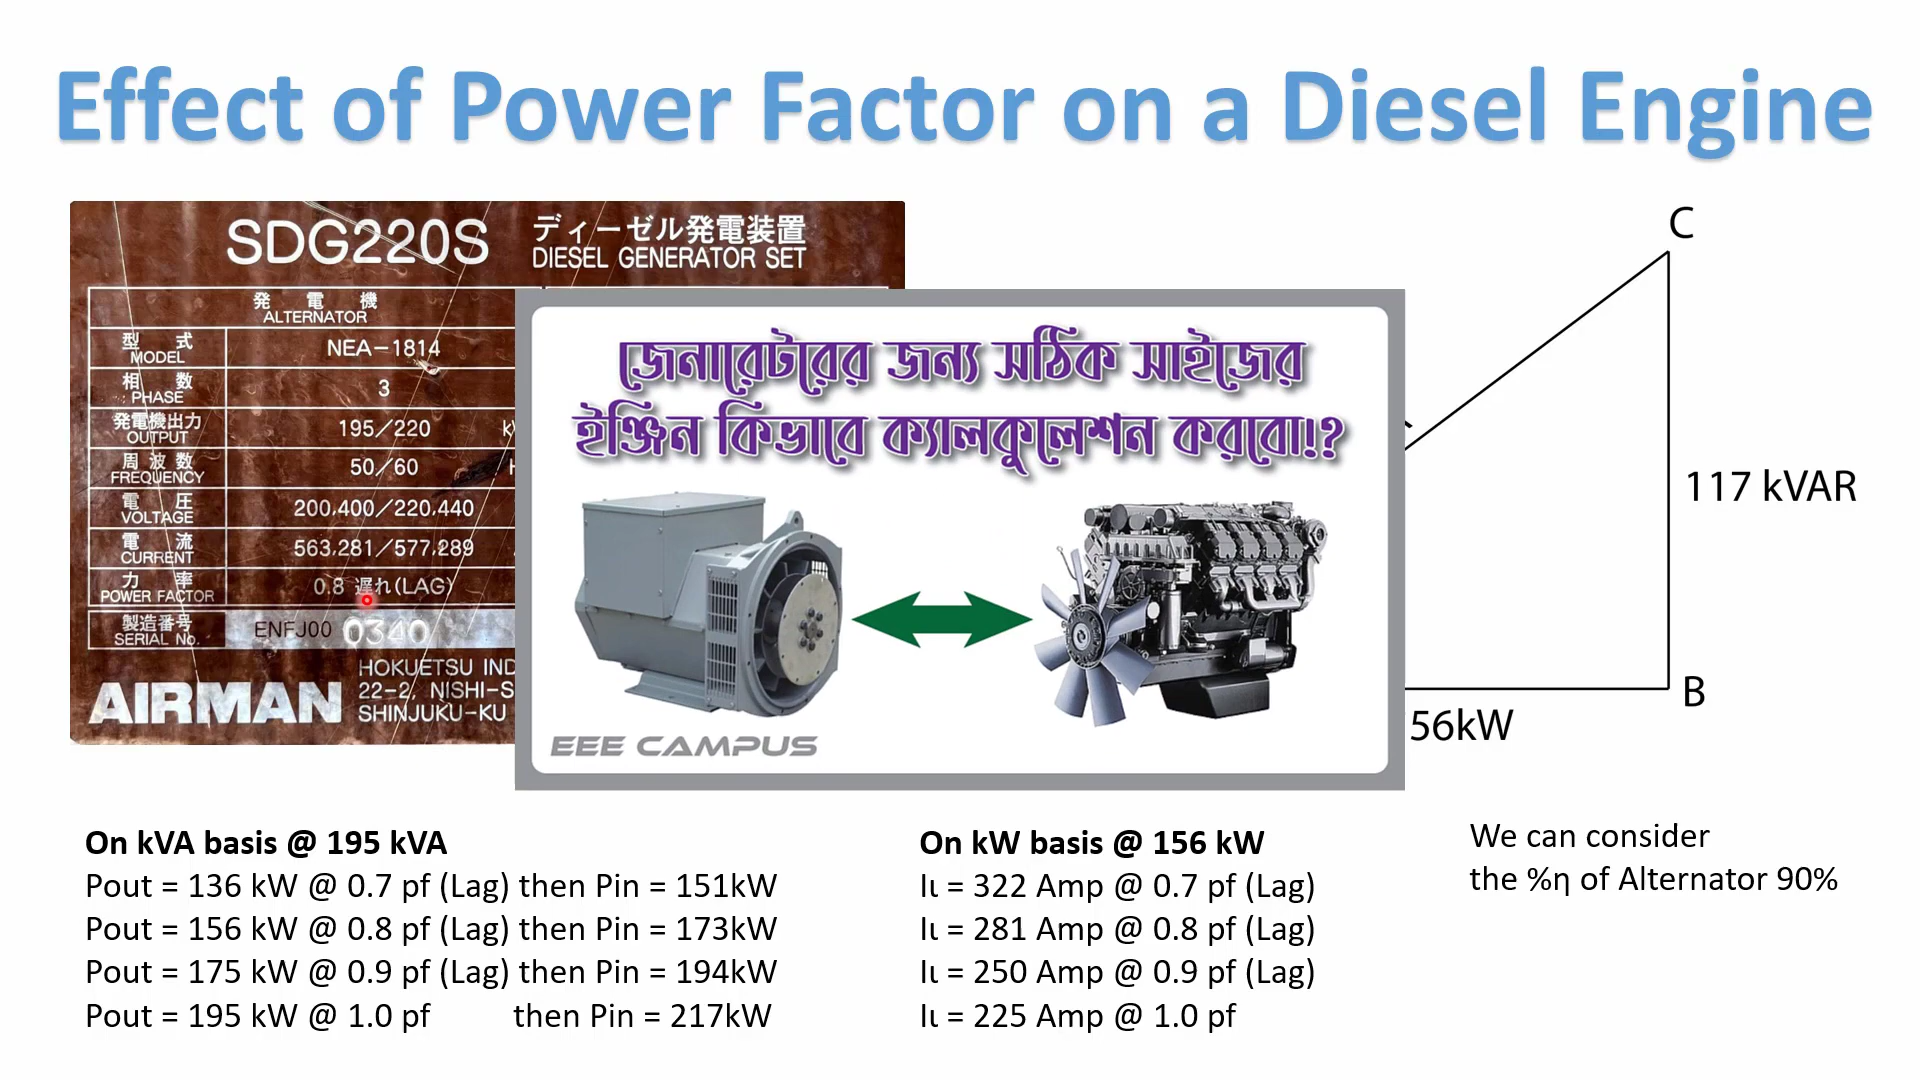 Effect of Power Factor on a Diesel Engine
SDG220S
ディーゼル発電装置
DIESEL GENERATOR SET
発電機
ALTERNATOR
型式
MODEL
NEA-1814
相数
PHASE
3
発電機出力
OUTPUT
195/220
周波数
FREQUENCY
50/60
電圧
VOLTAGE
200,400/220,440
電流
CURRENT
563,281/577,289
力率
POWER FACTOR
0.8 遅れ(LAG)
製造番号
SERIAL No.
ENFJ00 0340
AIRMAN
HOKUETSU IND
22-2, NISHI-S
SHINJUKU-KU
জেনারেটরের জন্য সঠিক সাইজের
ইঞ্জিন কিভাবে ক্যালকুলেশন করবো!?
EEE CAMPUS
C
117 kVAR
B
56kW
On kVA basis @ 195 kVA
Pout = 136 kW @ 0.7 pf (Lag) then Pin = 151kW
Pout = 156 kW @ 0.8 pf (Lag) then Pin = 173kW
Pout = 175 kW @ 0.9 pf (Lag) then Pin = 194kW
Pout = 195 kW @ 1.0 pf then Pin = 217kW
On kW basis @ 156 kW
Iʟ = 322 Amp @ 0.7 pf (Lag)
Iʟ = 281 Amp @ 0.8 pf (Lag)
Iʟ = 250 Amp @ 0.9 pf (Lag)
Iʟ = 225 Amp @ 1.0 pf
We can consider
the %η of Alternator 90%